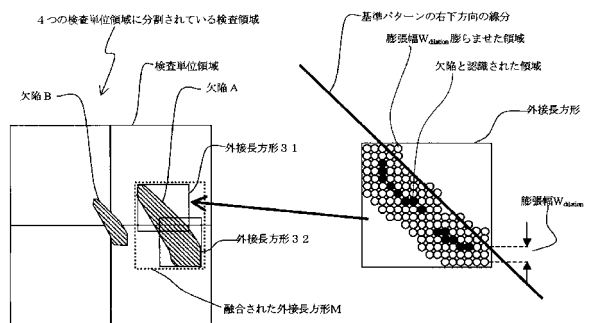 ４つの検査単位領域に分割されている検査領域
検査単位領域
欠陥Ｂ
欠陥Ａ
外接長方形３１
外接長方形３２
融合された外接長方形Ｍ
基準パターンの右下方向の線分
膨張幅Wdilation膨らませた領域
欠陥と認識された領域
外接長方形
膨張幅Wdilation